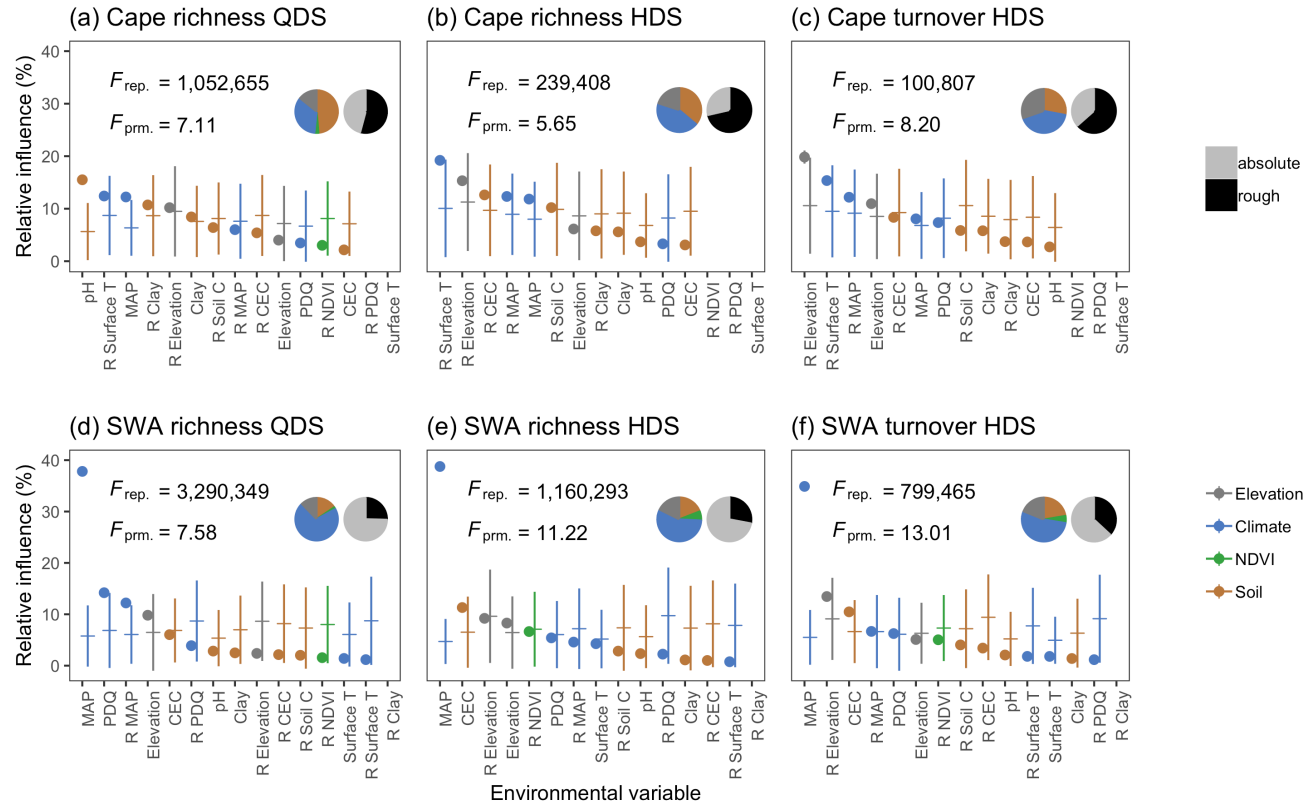 (a) Cape richness QDS
(b) Cape richness HDS
(c) Cape turnover HDS
Relative influence (%)
40
30
20
10
0
F rep. = 1,052,655
F prm. = 7.11
F rep. = 239,408
F prm. = 5.65
F rep. = 100,807
F prm. = 8.20
absolute
rough
pH
R Surface T
MAP
R Clay
R Elevation
Clay
R Soil C
R MAP
R CEC
Elevation
PDQ
R NDVI
CEC
R PDQ
Surface T
R Surface T
R Elevation
R CEC
R MAP
MAP
R Soil C
Elevation
R Clay
Clay
pH
PDQ
CEC
R NDVI
R PDQ
Surface T
R Elevation
R Surface T
MAP
Elevation
R CEC
R MAP
PDQ
R Soil C
Clay
R Clay
CEC
pH
R NDVI
R PDQ
Surface T
(d) SWA richness QDS
(e) SWA richness HDS
(f) SWA turnover HDS
Relative influence (%)
40
30
20
10
0
F rep. = 3,290,349
F prm. = 7.58
F rep. = 1,160,293
F prm. = 11.22
F rep. = 799,465
F prm. = 13.01
Elevation
Climate
NDVI
Soil
MAP
PDQ
R MAP
Elevation
CEC
R PDQ
pH
Clay
R Elevation
R CEC
R Soil C
R NDVI
Surface T
R Surface T
R Clay
MAP
CEC
R Elevation
Elevation
R NDVI
PDQ
R MAP
Surface T
R Soil C
pH
R PDQ
Clay
R CEC
R Surface T
R Clay
MAP
R Elevation
CEC
R MAP
PDQ
Elevation
R NDVI
R Soil C
R CEC
pH
R Surface T
Surface T
Clay
R PDQ
R Clay
Environmental variable